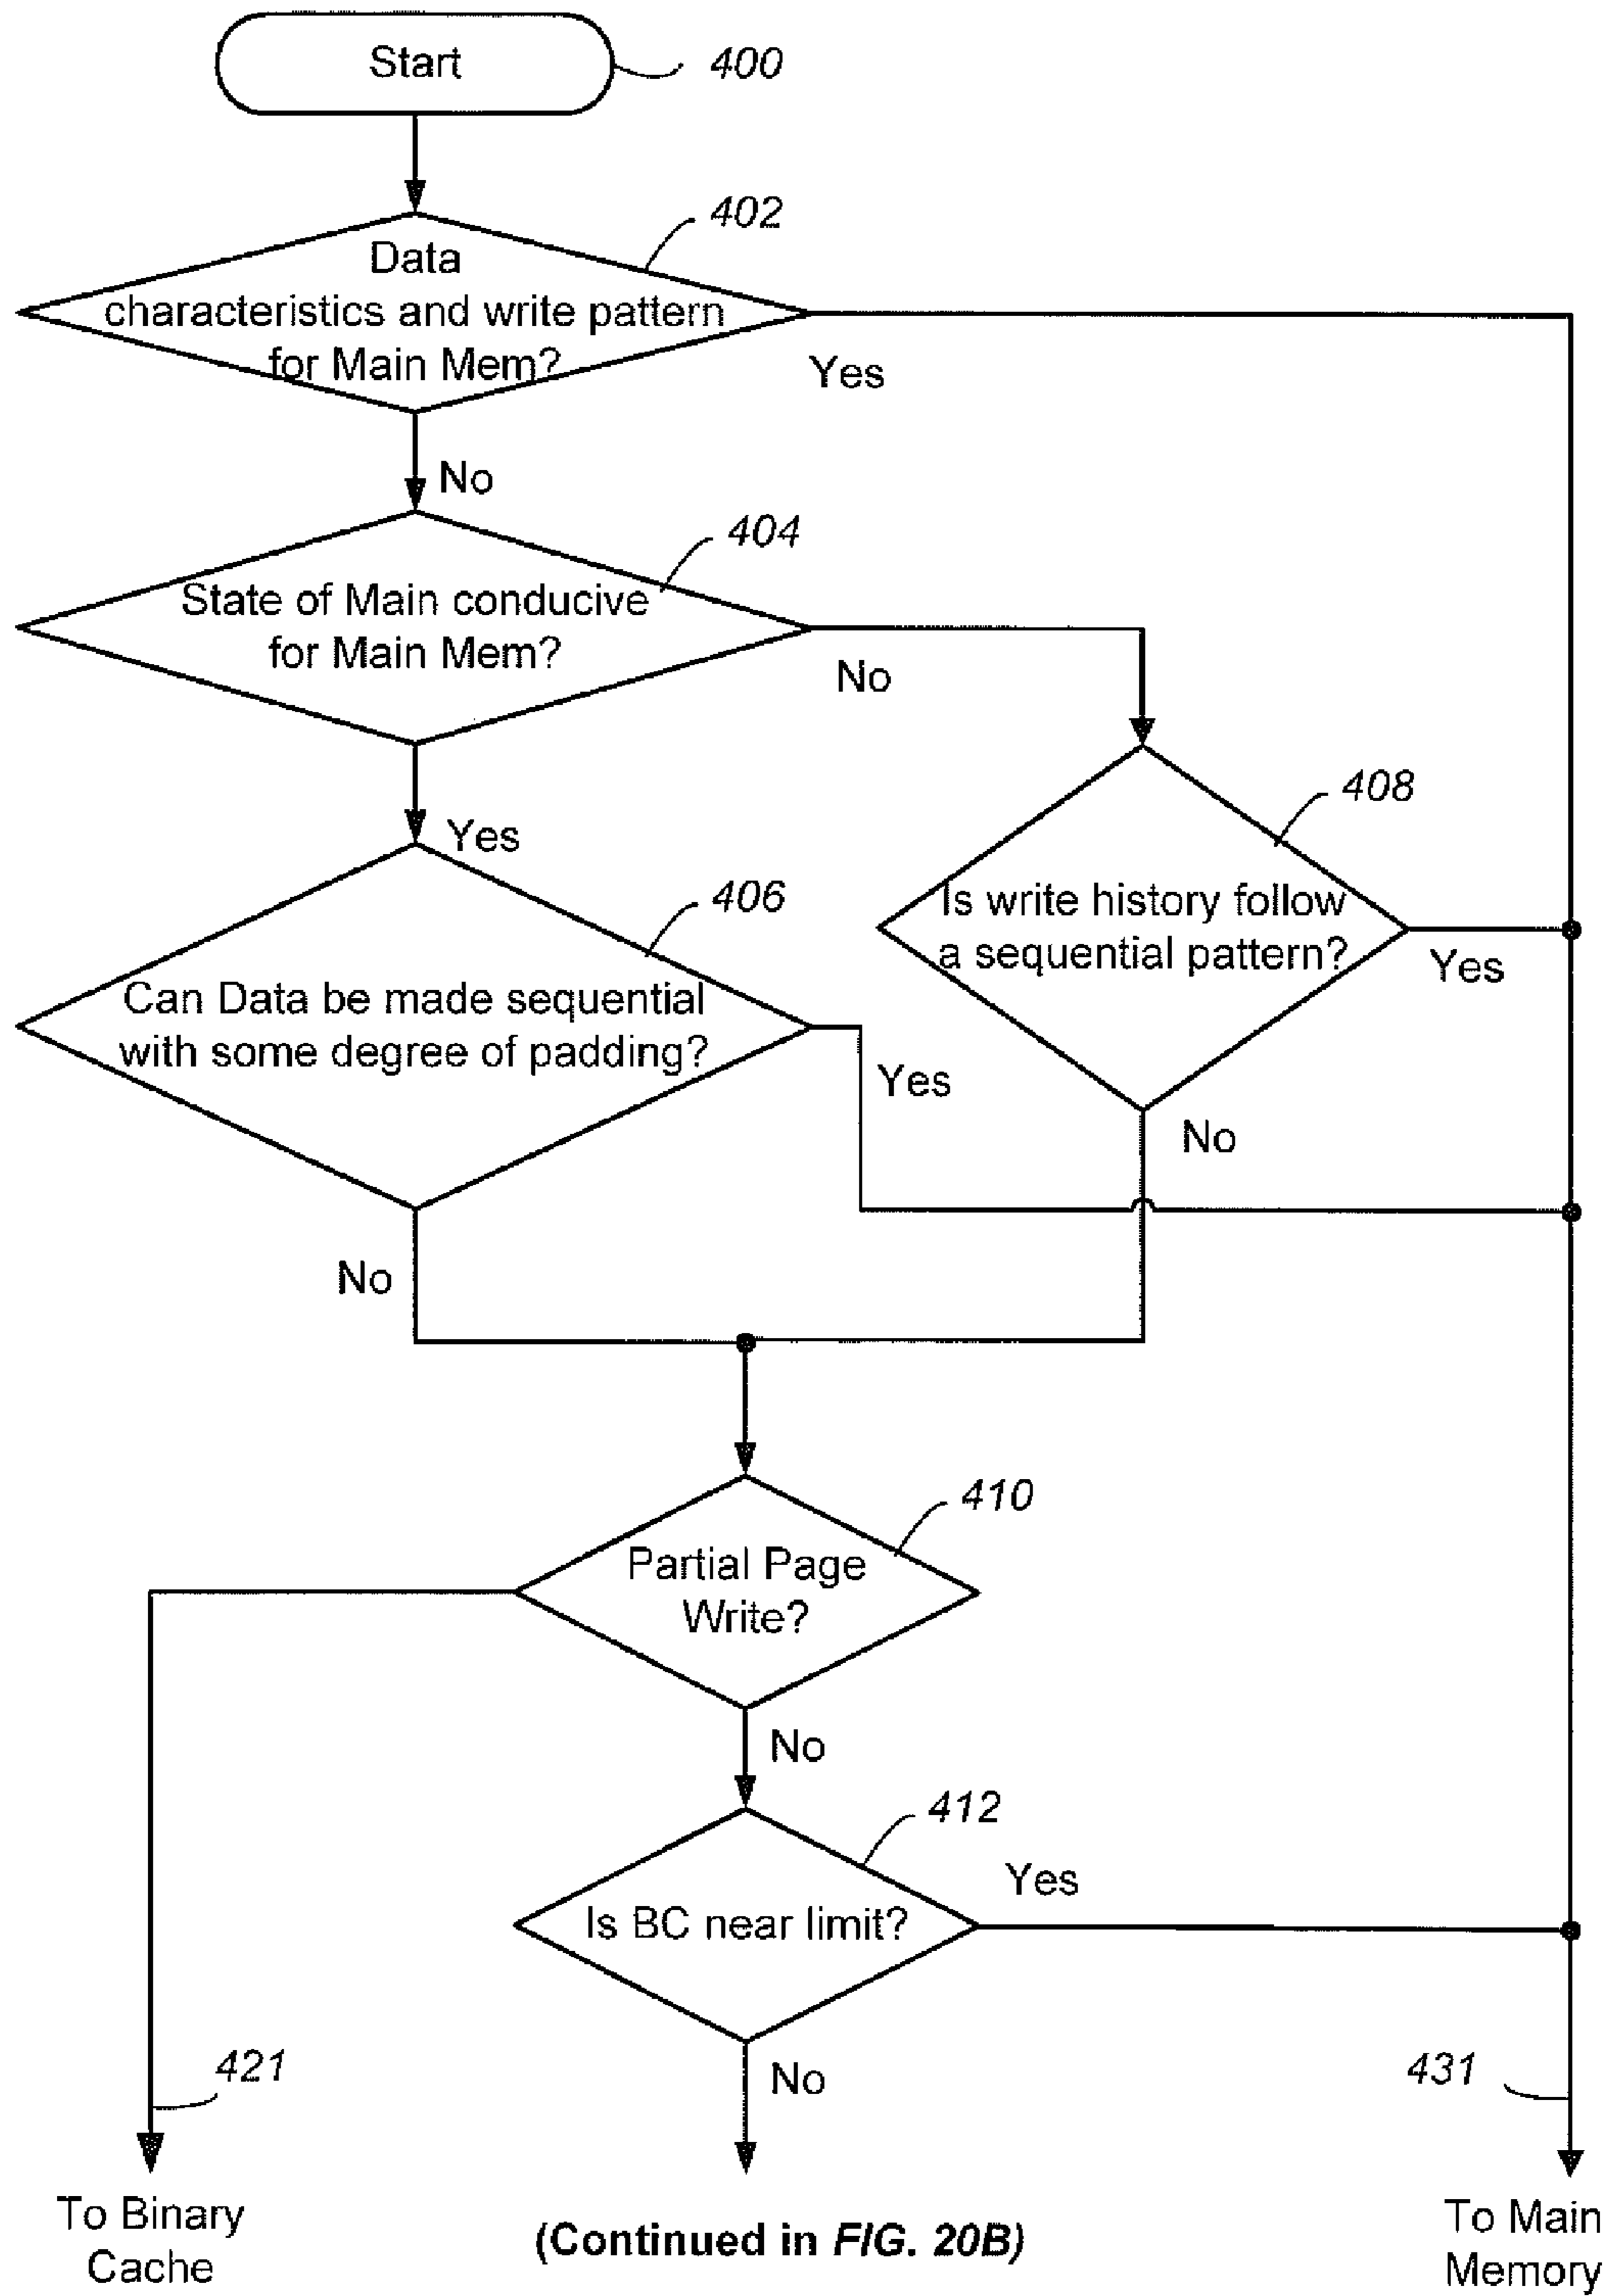 Start
400
402
Data
characteristics and write pattern
for Main Mem?
Yes
No
404
State of Main conducive
for Main Mem?
No
408
Yes
406
Is write history follow
a sequential pattern?
Yes
Can Data be made sequential
with some degree of padding?
Yes
No
No
410
Partial Page
Write?
No
412
Yes
Is BC near limit?
421
No
431
To Binary
Cache
(Continued in FIG. 20B)
To Main
Memory